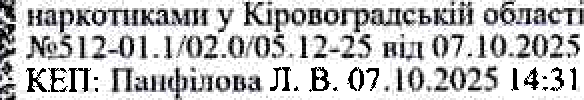 наркотиками у Кіровоградській області
№512-01.1/02.0/05.12-25 від 07.10.2025
КЕП: Панфілова Л. В. 07.10.2025 14:31